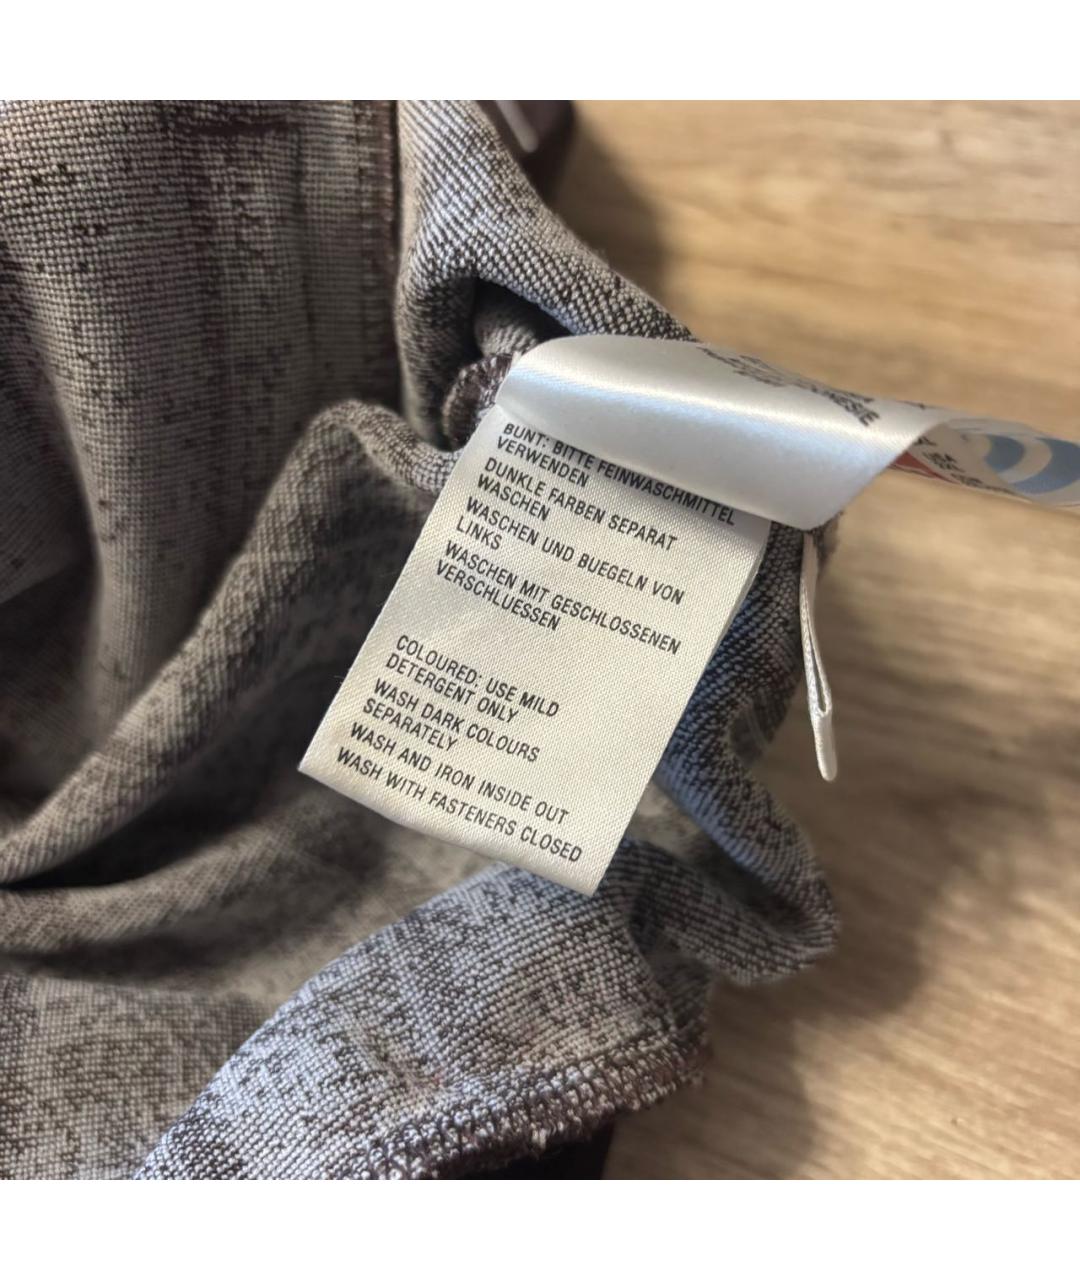 BUNT: BITTE FEINWASCHMITTEL
VERWENDEN
DUNKLE FARBEN SEPARAT
WASCHEN
WASCHEN UND BUEGELN VON
LINKS
WASCHEN MIT GESCHLOSSENEN
VERSCHLUESSEN
COLOURED: USE MILD
DETERGENT ONLY
WASH DARK COLOURS
SEPARATELY
WASH AND IRON INSIDE OUT
WASH WITH FASTENERS CLOSED
USA